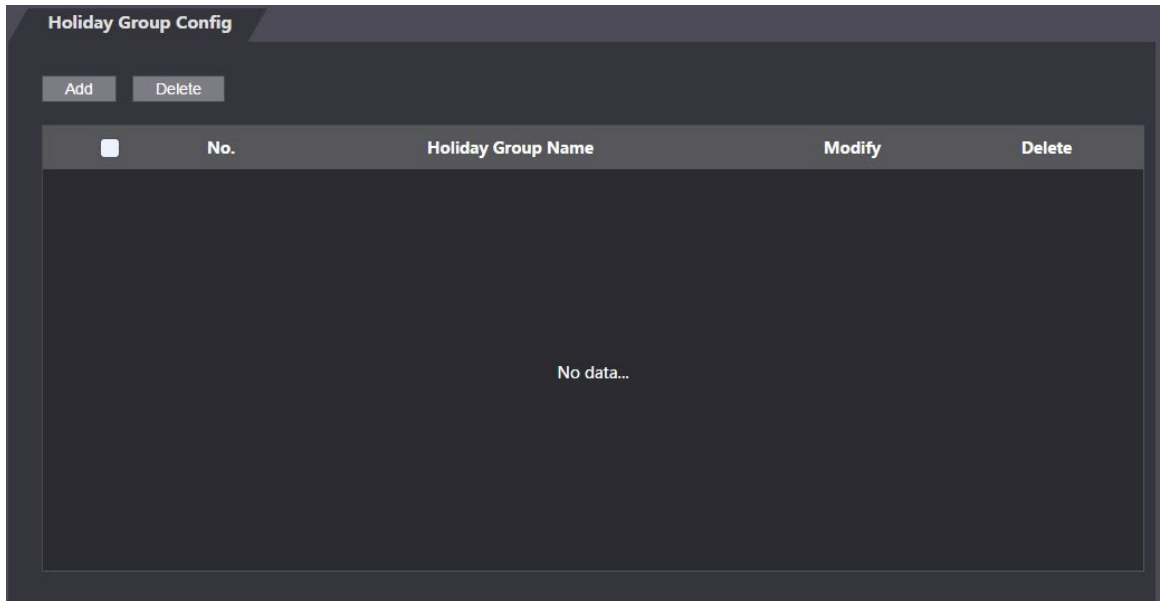 Holiday Group Config
Add Delete
No. Holiday Group Name Modify Delete
No data...